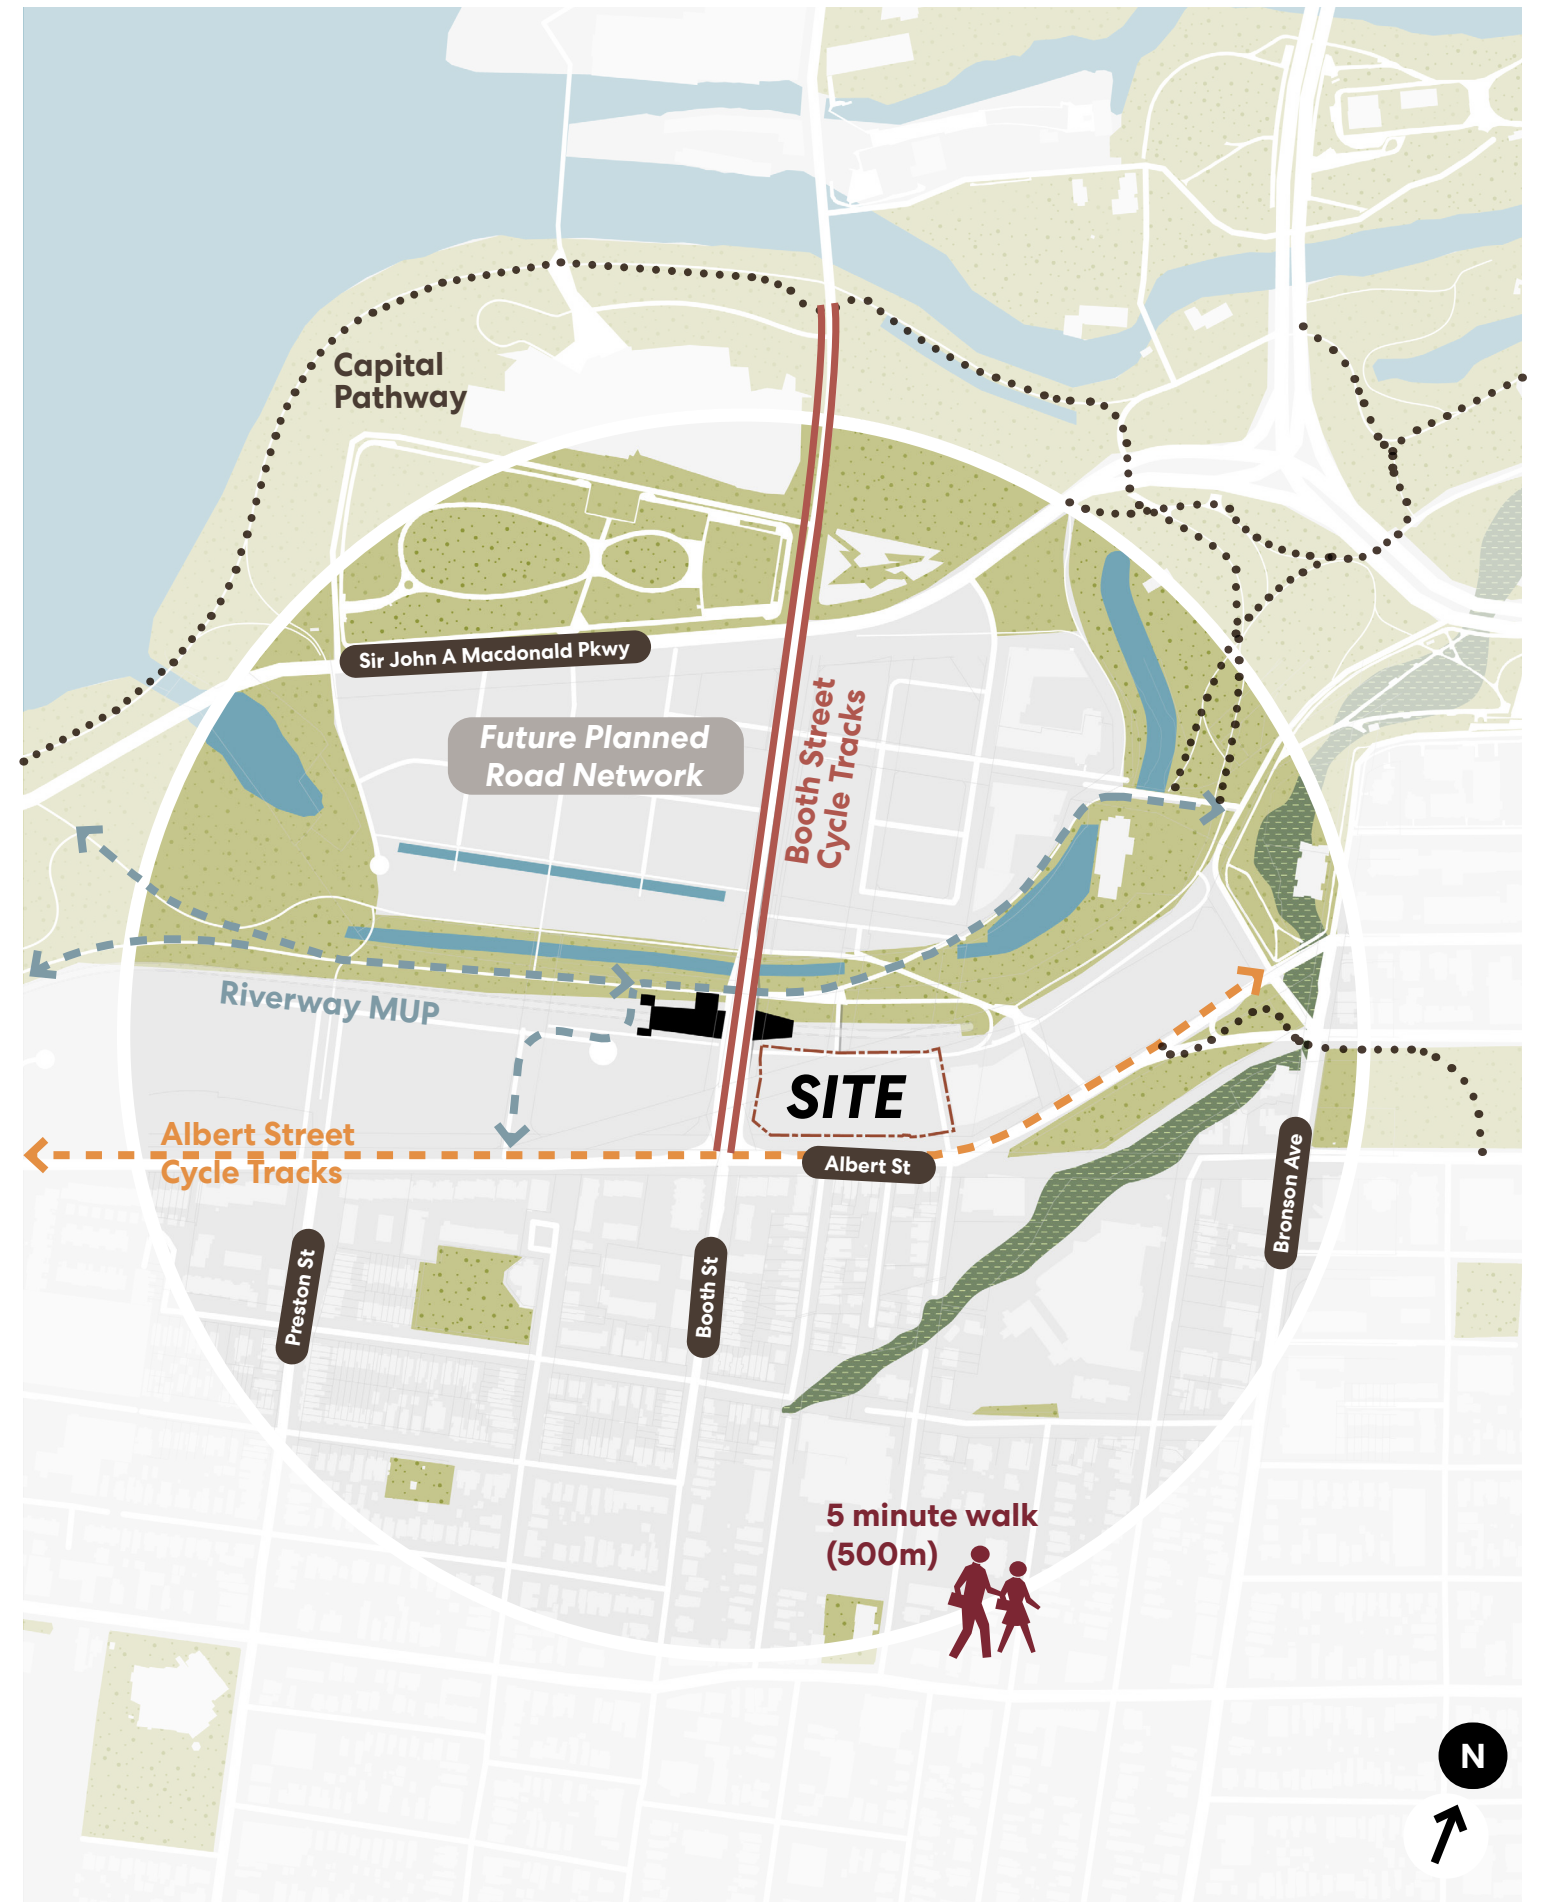 Capital
Pathway
Sir John A Macdonald Pkwy
Future Planned
Road Network
Booth Street
Cycle Tracks
Riverway MUP
SITE
Albert Street
Cycle Tracks
Albert St
Bronson Ave
Preston St
Booth St
5 minute walk
(500m)
N